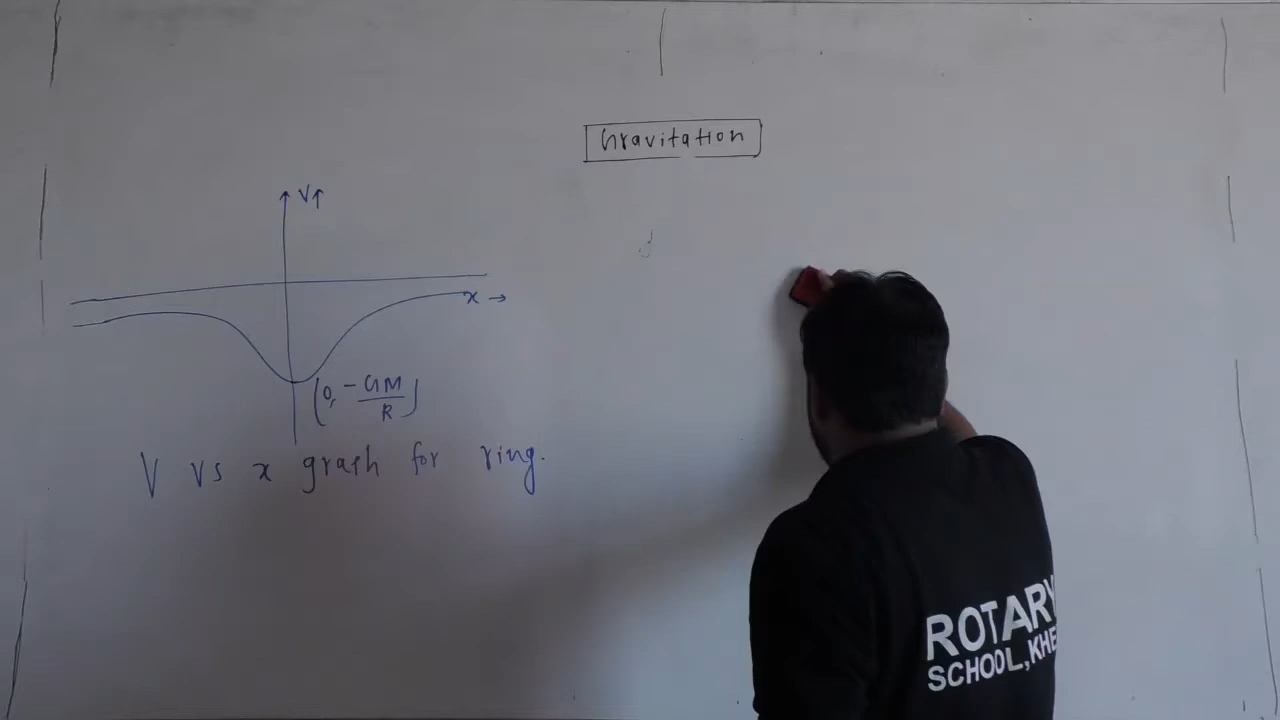 Gravitation
V↑
x →
(0, -GM/R)
V vs x graph for ring.
ROTARY
SCHOOL, KHE